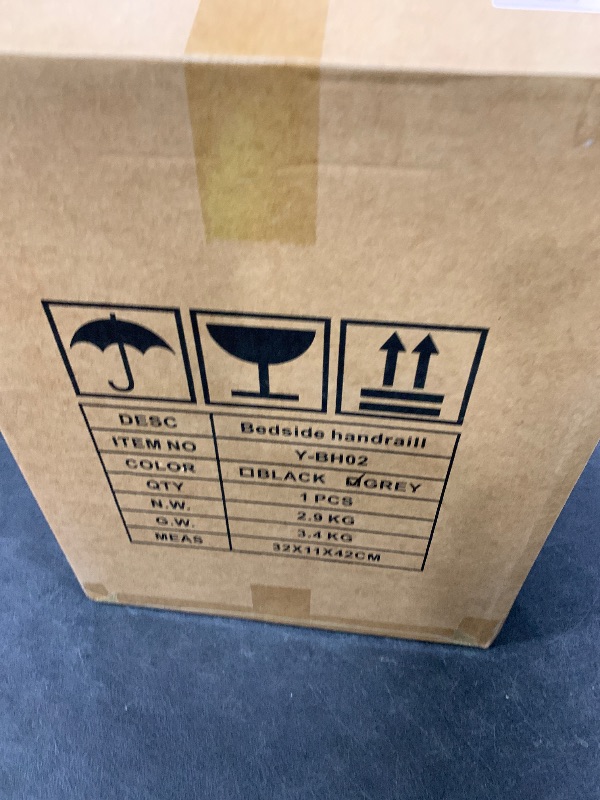 DESC Bedside handraill
ITEM NO Y-BH02
COLOR ☐BLACK ☑GREY
QTY 1 PCS
N.W. 2.9 KG
G.W. 3.4 KG
MEAS 32X11X42CM